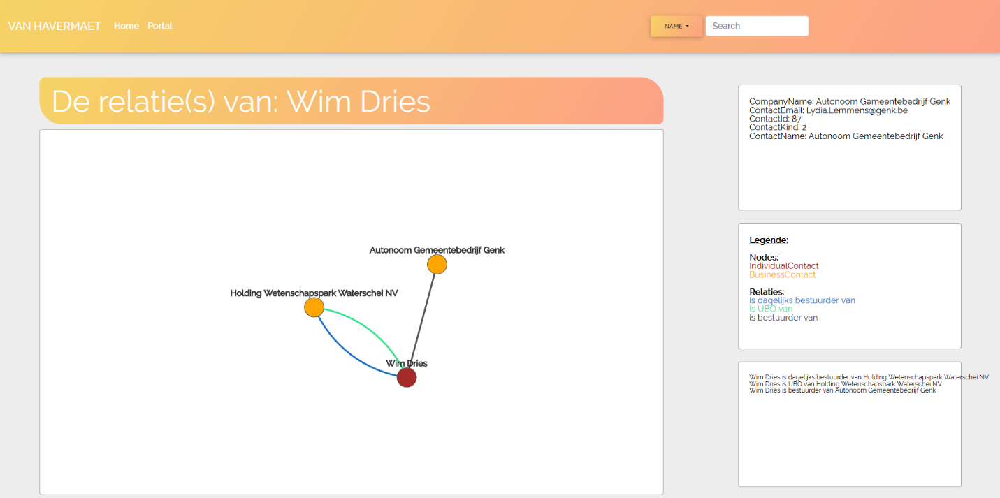 VAN HAVERMAET Home Portal NAME Search
De relatie(s) van: Wim Dries
Autonoom Gemeentebedrijf Genk
Holding Wetenschapspark Waterschei NV
Wim Dries
CompanyName: Autonoom Gemeentebedrijf Genk
ContactEmail: Lydia.Lemmens@genk.be
ContactId: 87
ContactKind: 2
ContactName: Autonoom Gemeentebedrijf Genk
Legende:
Nodes:
IndividualContact
BusinessContact
Relaties:
is dagelijks bestuurder van
is UBO van
is bestuurder van
Wim Dries is dagelijks bestuurder van Holding Wetenschapspark Waterschei NV
Wim Dries is UBO van Holding Wetenschapspark Waterschei NV
Wim Dries is bestuurder van Autonoom Gemeentebedrijf Genk